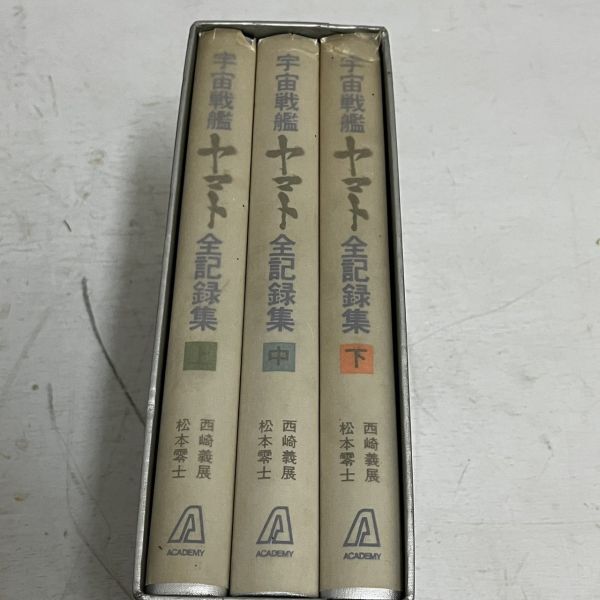 宇宙戦艦
ヤマト
全記録集
上
西崎義展
松本零士
ACADEMY
宇宙戦艦
ヤマト
全記録集
中
西崎義展
松本零士
ACADEMY
宇宙戦艦
ヤマト
全記録集
下
西崎義展
松本零士
ACADEMY